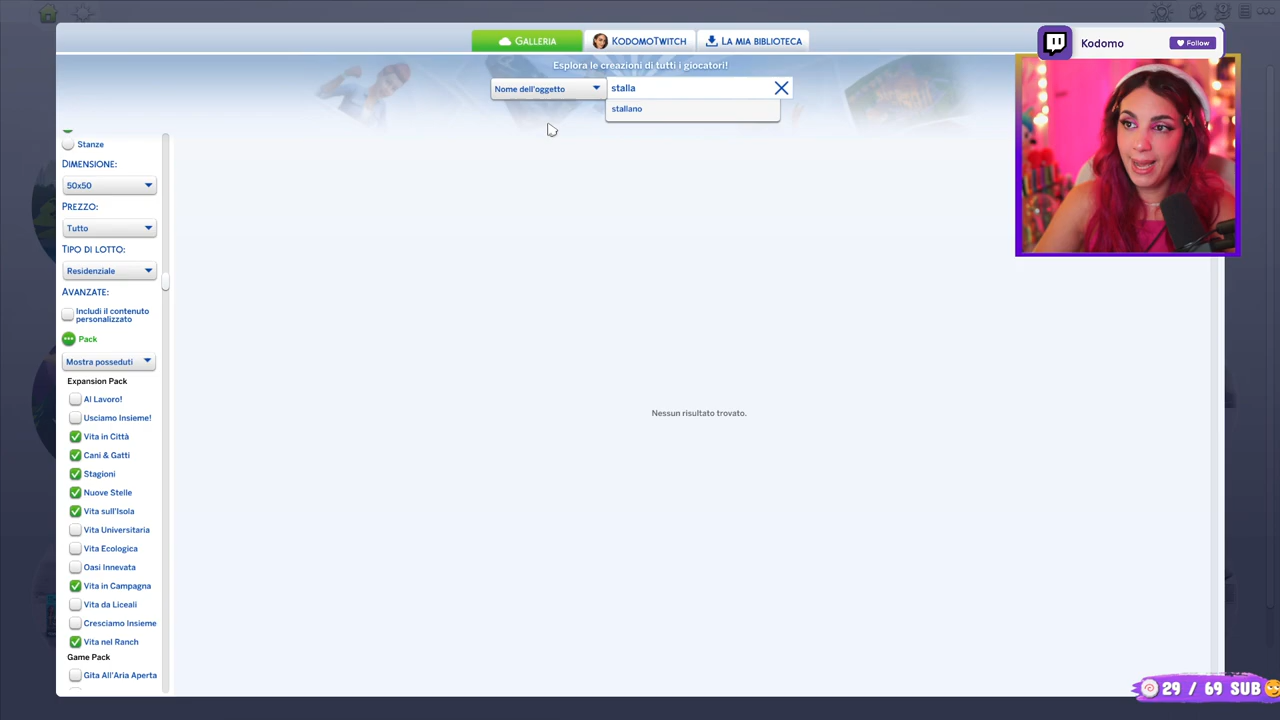 Galleria
KodomoTwitch
La mia biblioteca
Esplora le creazioni di tutti i giocatori!
Nome dell'oggetto
stalla
stallano
Kodomo
Follow
Stanze
Dimensione:
50x50
Prezzo:
Tutto
Tipo di lotto:
Residenziale
Avanzate:
Includi il contenuto
personalizzato
Pack
Mostra posseduti
Expansion Pack
Al Lavoro!
Usciamo Insieme!
Vita in Città
Cani & Gatti
Stagioni
Nuove Stelle
Vita sull'Isola
Vita Universitaria
Vita Ecologica
Oasi Innevata
Vita in Campagna
Vita da Liceali
Cresciamo Insieme
Vita nel Ranch
Game Pack
Gita All'Aria Aperta
Nessun risultato trovato.
29 / 69 SUB